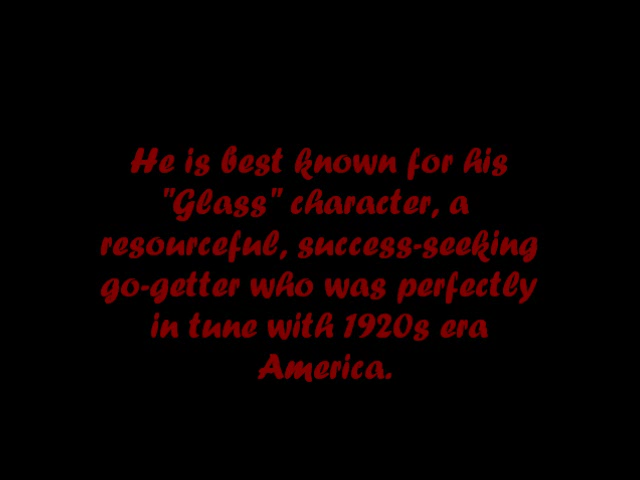 He is best known for his
"Glass" character, a
resourceful, success-seeking
go-getter who was perfectly
in tune with 1920s era
America.